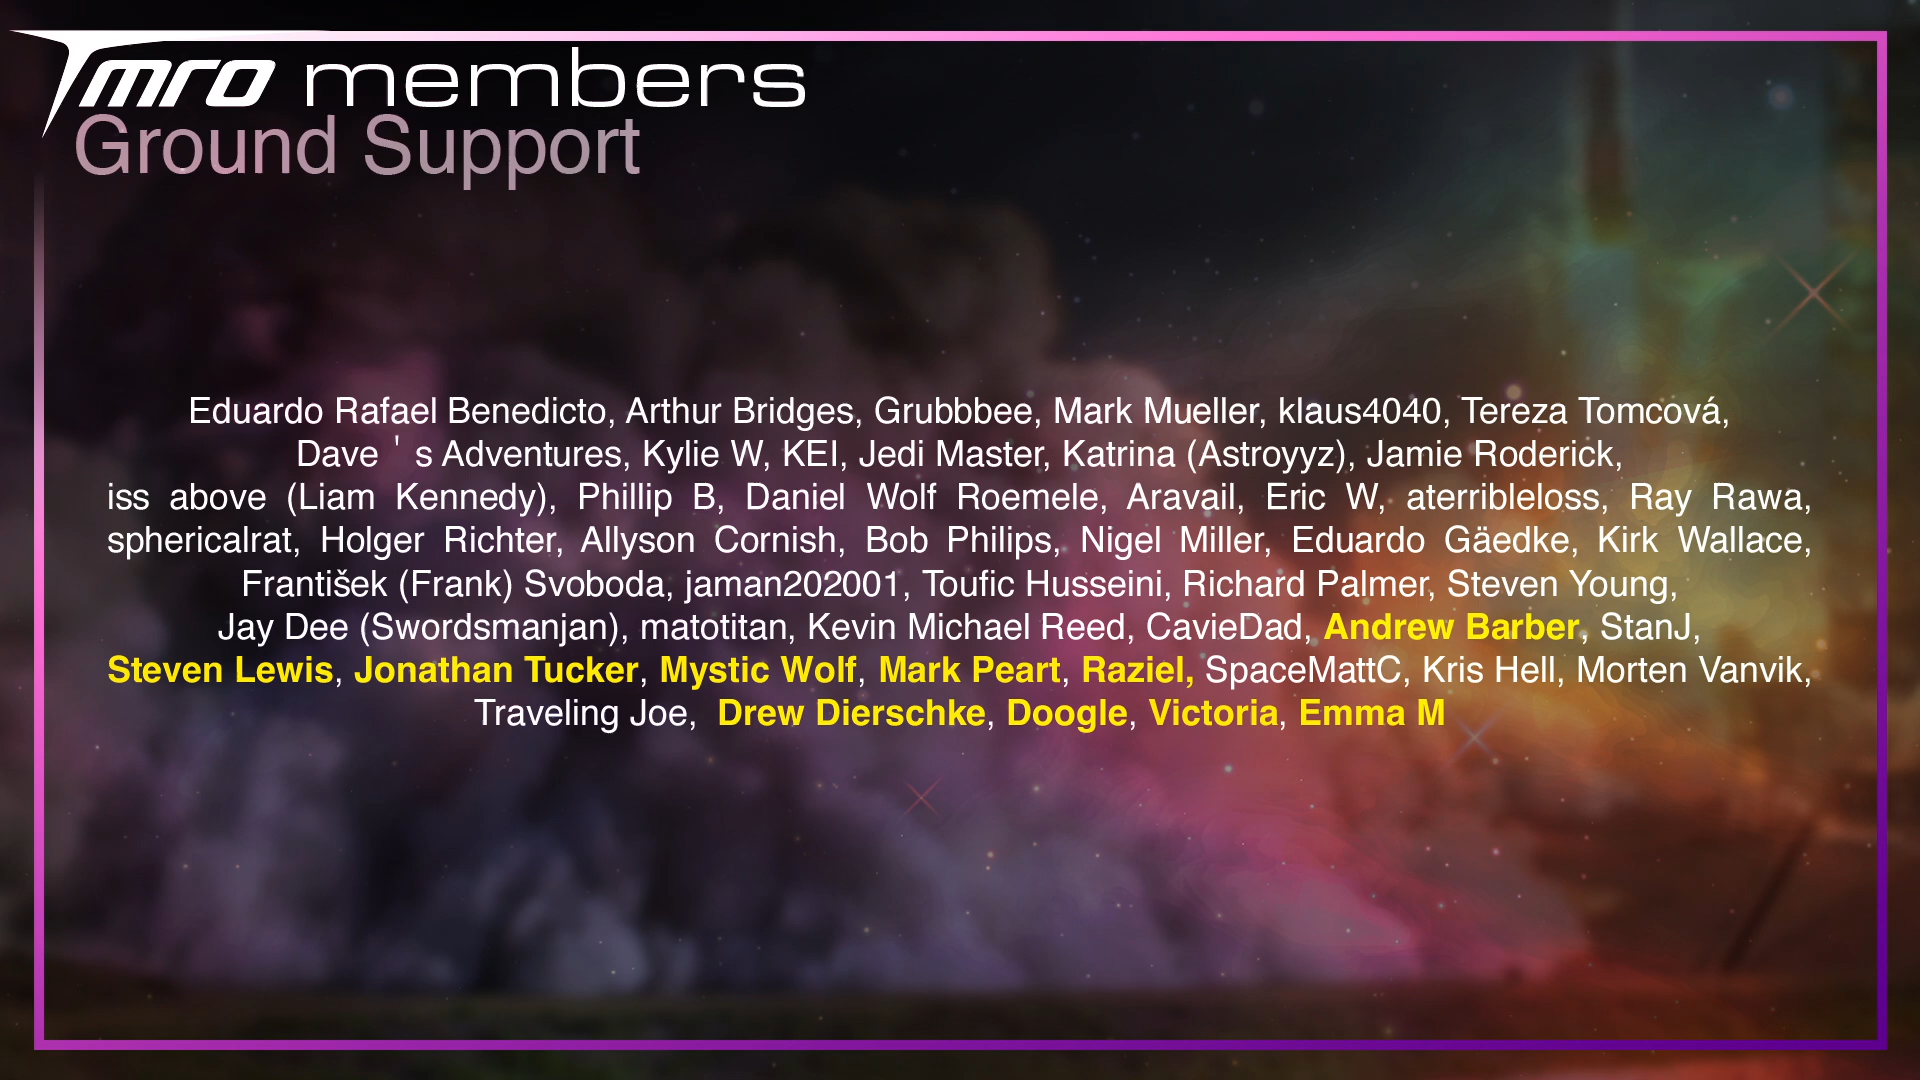 Tmro members
Ground Support
Eduardo Rafael Benedicto, Arthur Bridges, Grubbbee, Mark Mueller, klaus4040, Tereza Tomcová,
Dave ' s Adventures, Kylie W, KEI, Jedi Master, Katrina (Astroyyz), Jamie Roderick,
iss above (Liam Kennedy), Phillip B, Daniel Wolf Roemele, Aravail, Eric W, aterribleloss, Ray Rawa,
sphericalrat, Holger Richter, Allyson Cornish, Bob Philips, Nigel Miller, Eduardo Gäedke, Kirk Wallace,
František (Frank) Svoboda, jaman202001, Toufic Husseini, Richard Palmer, Steven Young,
Jay Dee (Swordsmanjan), matotitan, Kevin Michael Reed, CavieDad, Andrew Barber, StanJ,
Steven Lewis, Jonathan Tucker, Mystic Wolf, Mark Peart, Raziel, SpaceMattC, Kris Hell, Morten Vanvik,
Traveling Joe, Drew Dierschke, Doogle, Victoria, Emma M